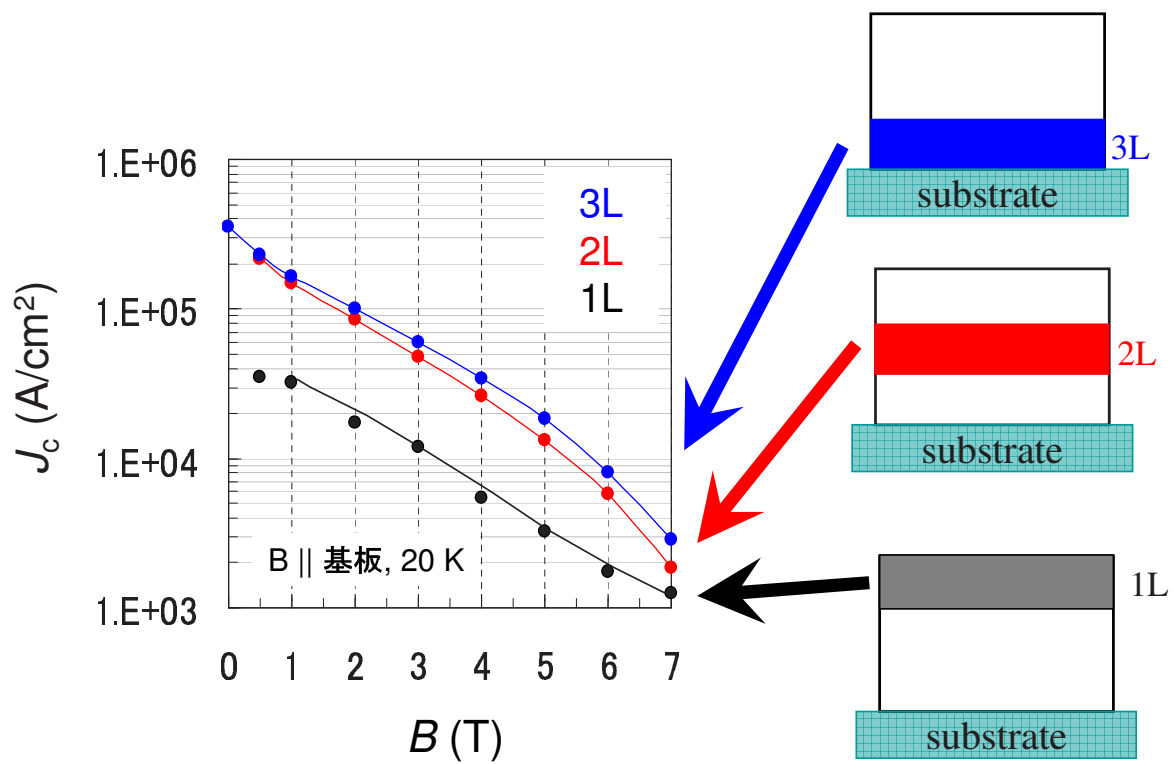 1.E+06
1.E+05
1.E+04
1.E+03
Jc (A/cm2)
3L
2L
1L
B || 基板, 20 K
0 1 2 3 4 5 6 7
B (T)
3L
substrate
2L
substrate
1L
substrate